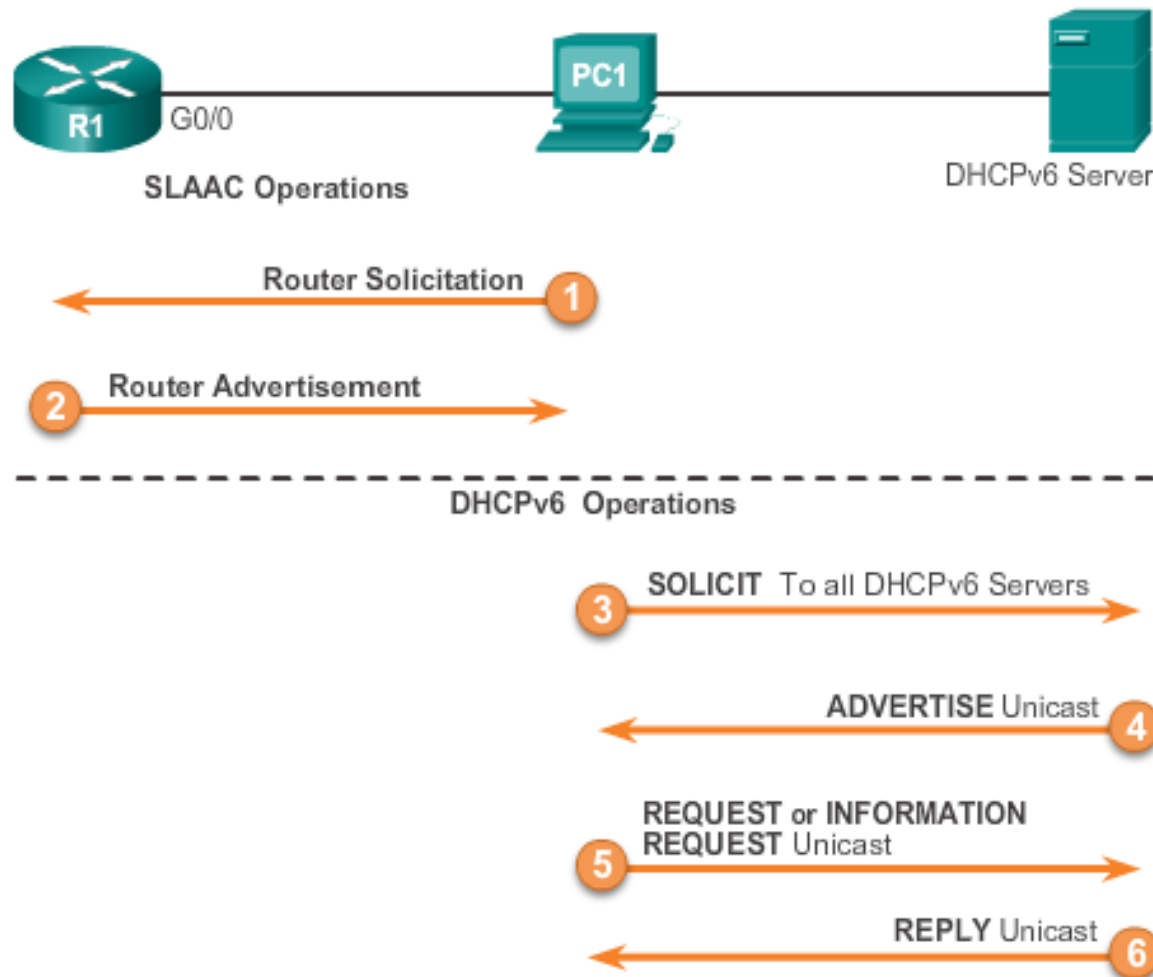 PC1
R1
G0/0
DHCPv6 Server
SLAAC Operations
Router Solicitation
1
2
Router Advertisement
DHCPv6 Operations
3
SOLICIT To all DHCPv6 Servers
ADVERTISE Unicast
4
REQUEST or INFORMATION
REQUEST Unicast
5
REPLY Unicast
6